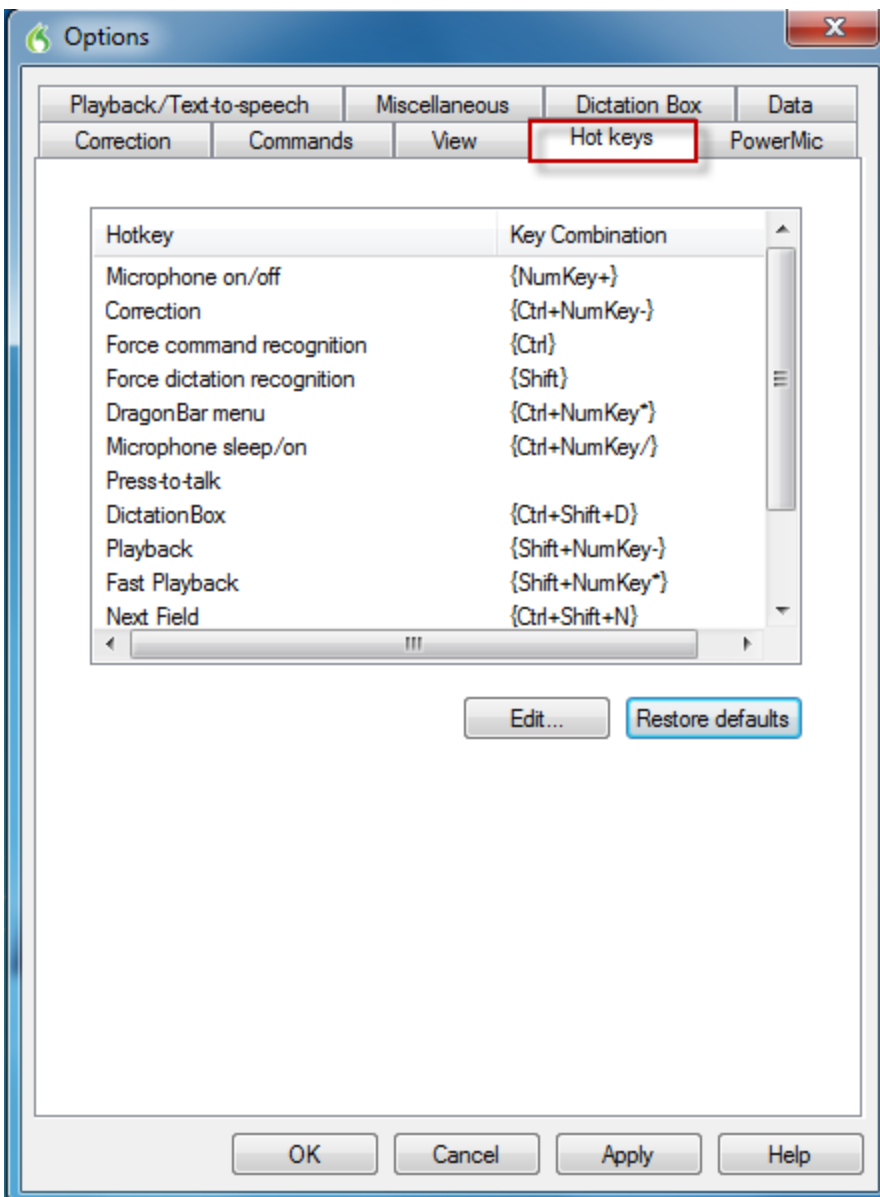 Options
Playback/Text-to-speech Miscellaneous Dictation Box Data
Correction Commands View Hot keys PowerMic
Hotkey Key Combination
Microphone on/off {NumKey+}
Correction {Ctrl+NumKey-}
Force command recognition {Ctrl}
Force dictation recognition {Shift}
DragonBar menu {Ctrl+NumKey*}
Microphone sleep/on {Ctrl+NumKey/}
Press-to-talk
DictationBox {Ctrl+Shift+D}
Playback {Shift+NumKey-}
Fast Playback {Shift+NumKey*}
Next Field {Ctrl+Shift+N}
Edit... Restore defaults
OK Cancel Apply Help